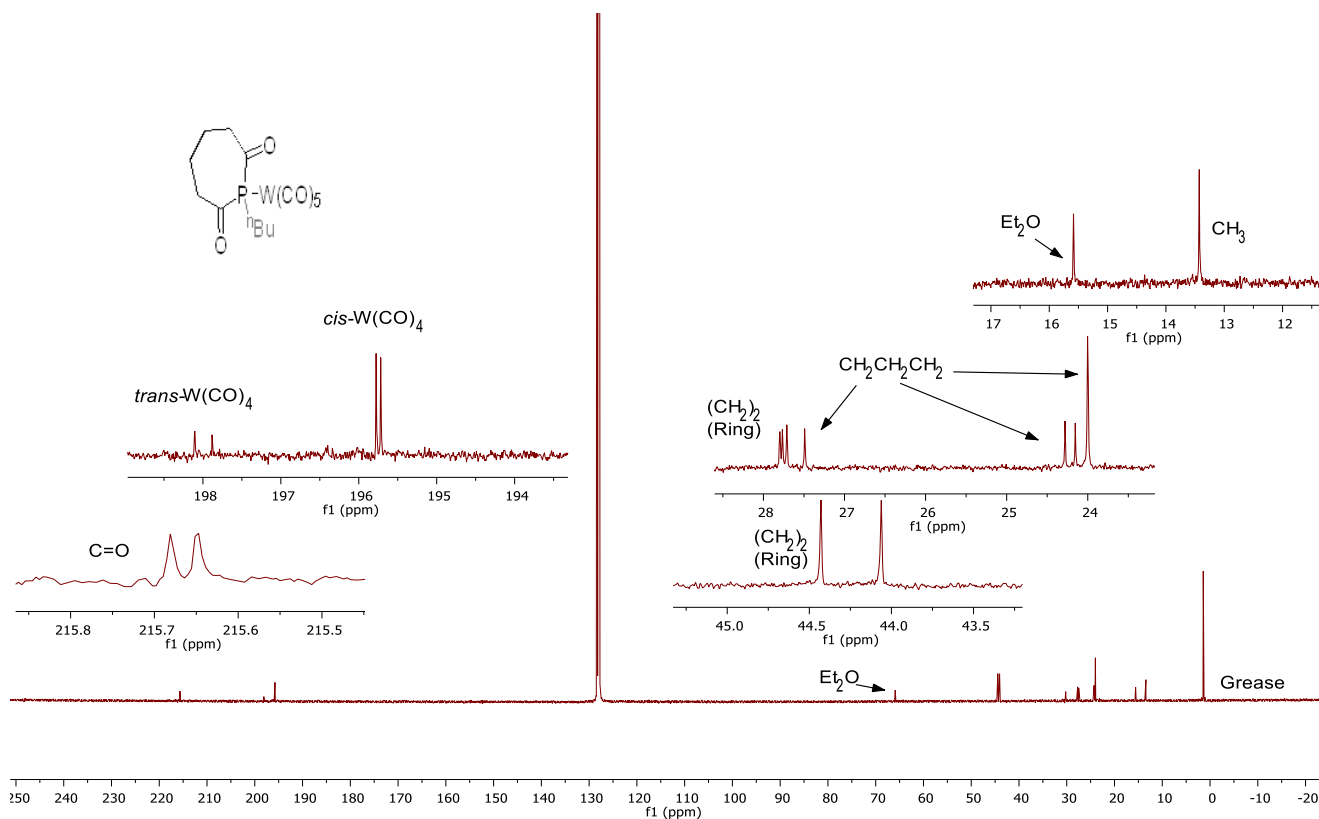 O
P
W(CO)5
nBu
O
Et2O
CH3
17 16 15 14 13 12
f1 (ppm)
cis-W(CO)4
trans-W(CO)4
198 197 196 195 194
f1 (ppm)
CH2CH2CH2
(CH2)2
(Ring)
28 27 26 25 24
f1 (ppm)
C=O
215.8 215.7 215.6 215.5
f1 (ppm)
(CH2)2
(Ring)
45.0 44.5 44.0 43.5
f1 (ppm)
Et2O
Grease
250 240 230 220 210 200 190 180 170 160 150 140 130 120 110 100 90 80 70 60 50 40 30 20 10 0 -10 -20
f1 (ppm)